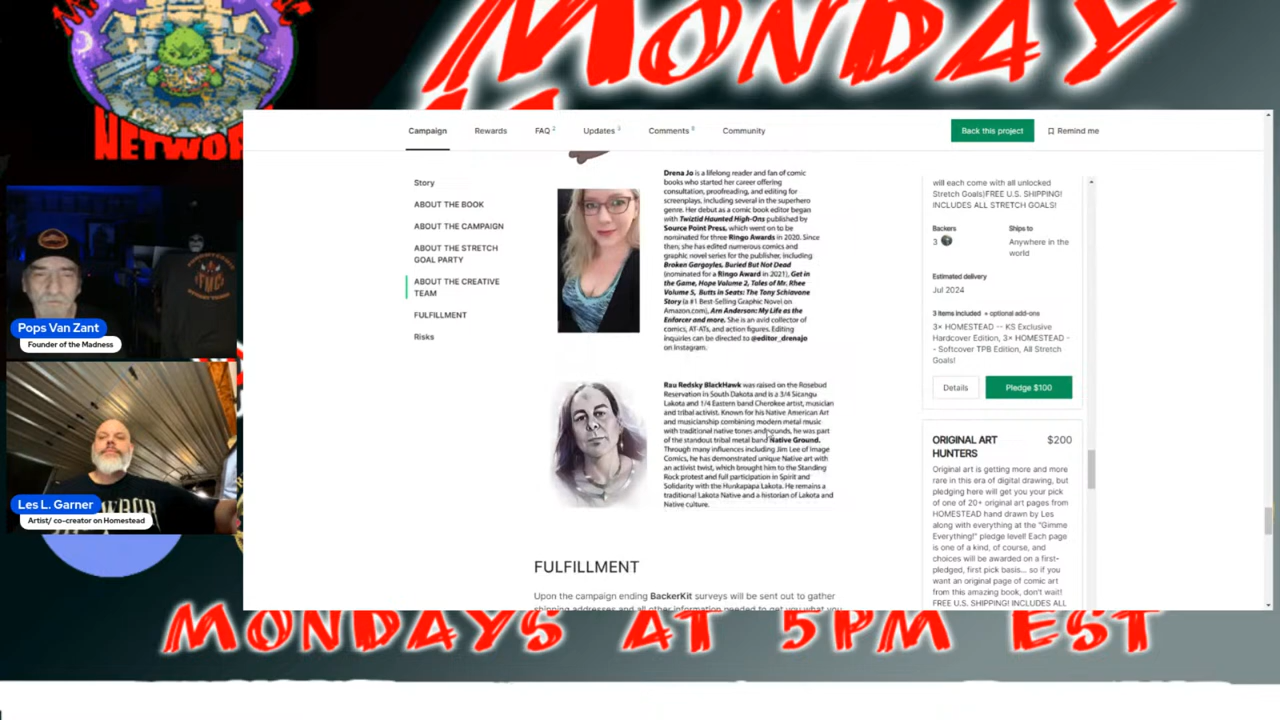 MONDAY
NETWOR
Campaign
Rewards
FAQ 2
Updates 3
Comments 8
Community
Back this project
Remind me
Story
ABOUT THE BOOK
ABOUT THE CAMPAIGN
ABOUT THE STRETCH
GOAL PARTY
ABOUT THE CREATIVE
TEAM
FULFILLMENT
Risks
Drena Jo is a lifelong reader and fan of comic
books who started her career offering
consultation, proofreading, and editing for
screenplays, including several in the superhero
genre. Her debut as a comic book editor began
with Twiztid Haunted High-Ons published by
Source Point Press, which went on to be
nominated for three Ringo Awards in 2020. Since
then, she has edited numerous comics and
graphic novel series for the publisher, including
Broken Gargoyles, Buried But Not Dead
(nominated for a Ringo Award in 2021), Get in
the Game, Hope Volume 2, Tales of Mr. Rhee
Volume 5, Butts in Seats: The Tony Schiavone
Story (a #1 Best-Selling Graphic Novel on
Amazon.com), Arn Anderson: My Life as the
Enforcer and more. She is an avid collector of
comics, AT-ATs, and action figures. Editing
inquiries can be directed to @editor_drenajo
on Instagram.
Rau Redsky BlackHawk was raised on the Rosebud
Reservation in South Dakota and is a 3/4 Sicangu
Lakota and 1/4 Eastern band Cherokee artist, musician
and tribal activist. Known for his Native American Art
and musicianship combining modern metal music
with traditional native tones and sounds, he was part
of the standout tribal metal band Native Ground.
Through many influences including Jim Lee of Image
Comics, he has demonstrated unique Native art with
an activist twist, which brought him to the Standing
Rock protest and full participation in Spirit and
Solidarity with the Hunkapapa Lakota. He remains a
traditional Lakota Native and a historian of Lakota and
Native culture.
FULFILLMENT
Upon the campaign ending BackerKit surveys will be sent out to gather
shipping addresses and all other information needed to get you what you
will each come with all unlocked
Stretch Goals)FREE U.S. SHIPPING!
INCLUDES ALL STRETCH GOALS!
Backers
3
Ships to
Anywhere in the
world
Estimated delivery
Jul 2024
3 items included + optional add-ons
3× HOMESTEAD -- KS Exclusive
Hardcover Edition, 3× HOMESTEAD -
- Softcover TPB Edition, All Stretch
Goals!
Details
Pledge $100
ORIGINAL ART
HUNTERS
$200
Original art is getting more and more
rare in this era of digital drawing, but
pledging here will get you your pick
of one of 20+ original art pages from
HOMESTEAD hand drawn by Les
along with everything at the "Gimme
Everything!" pledge level! Each page
is one of a kind, of course, and
choices will be awarded on a first-
pledged, first pick basis... so if you
want an original page of comic art
from this amazing book, don't wait!
FREE U.S. SHIPPING! INCLUDES ALL
Pops Van Zant
Founder of the Madness
Les L. Garner
Artist/ co-creator on Homestead
MONDAYS AT 5PM EST